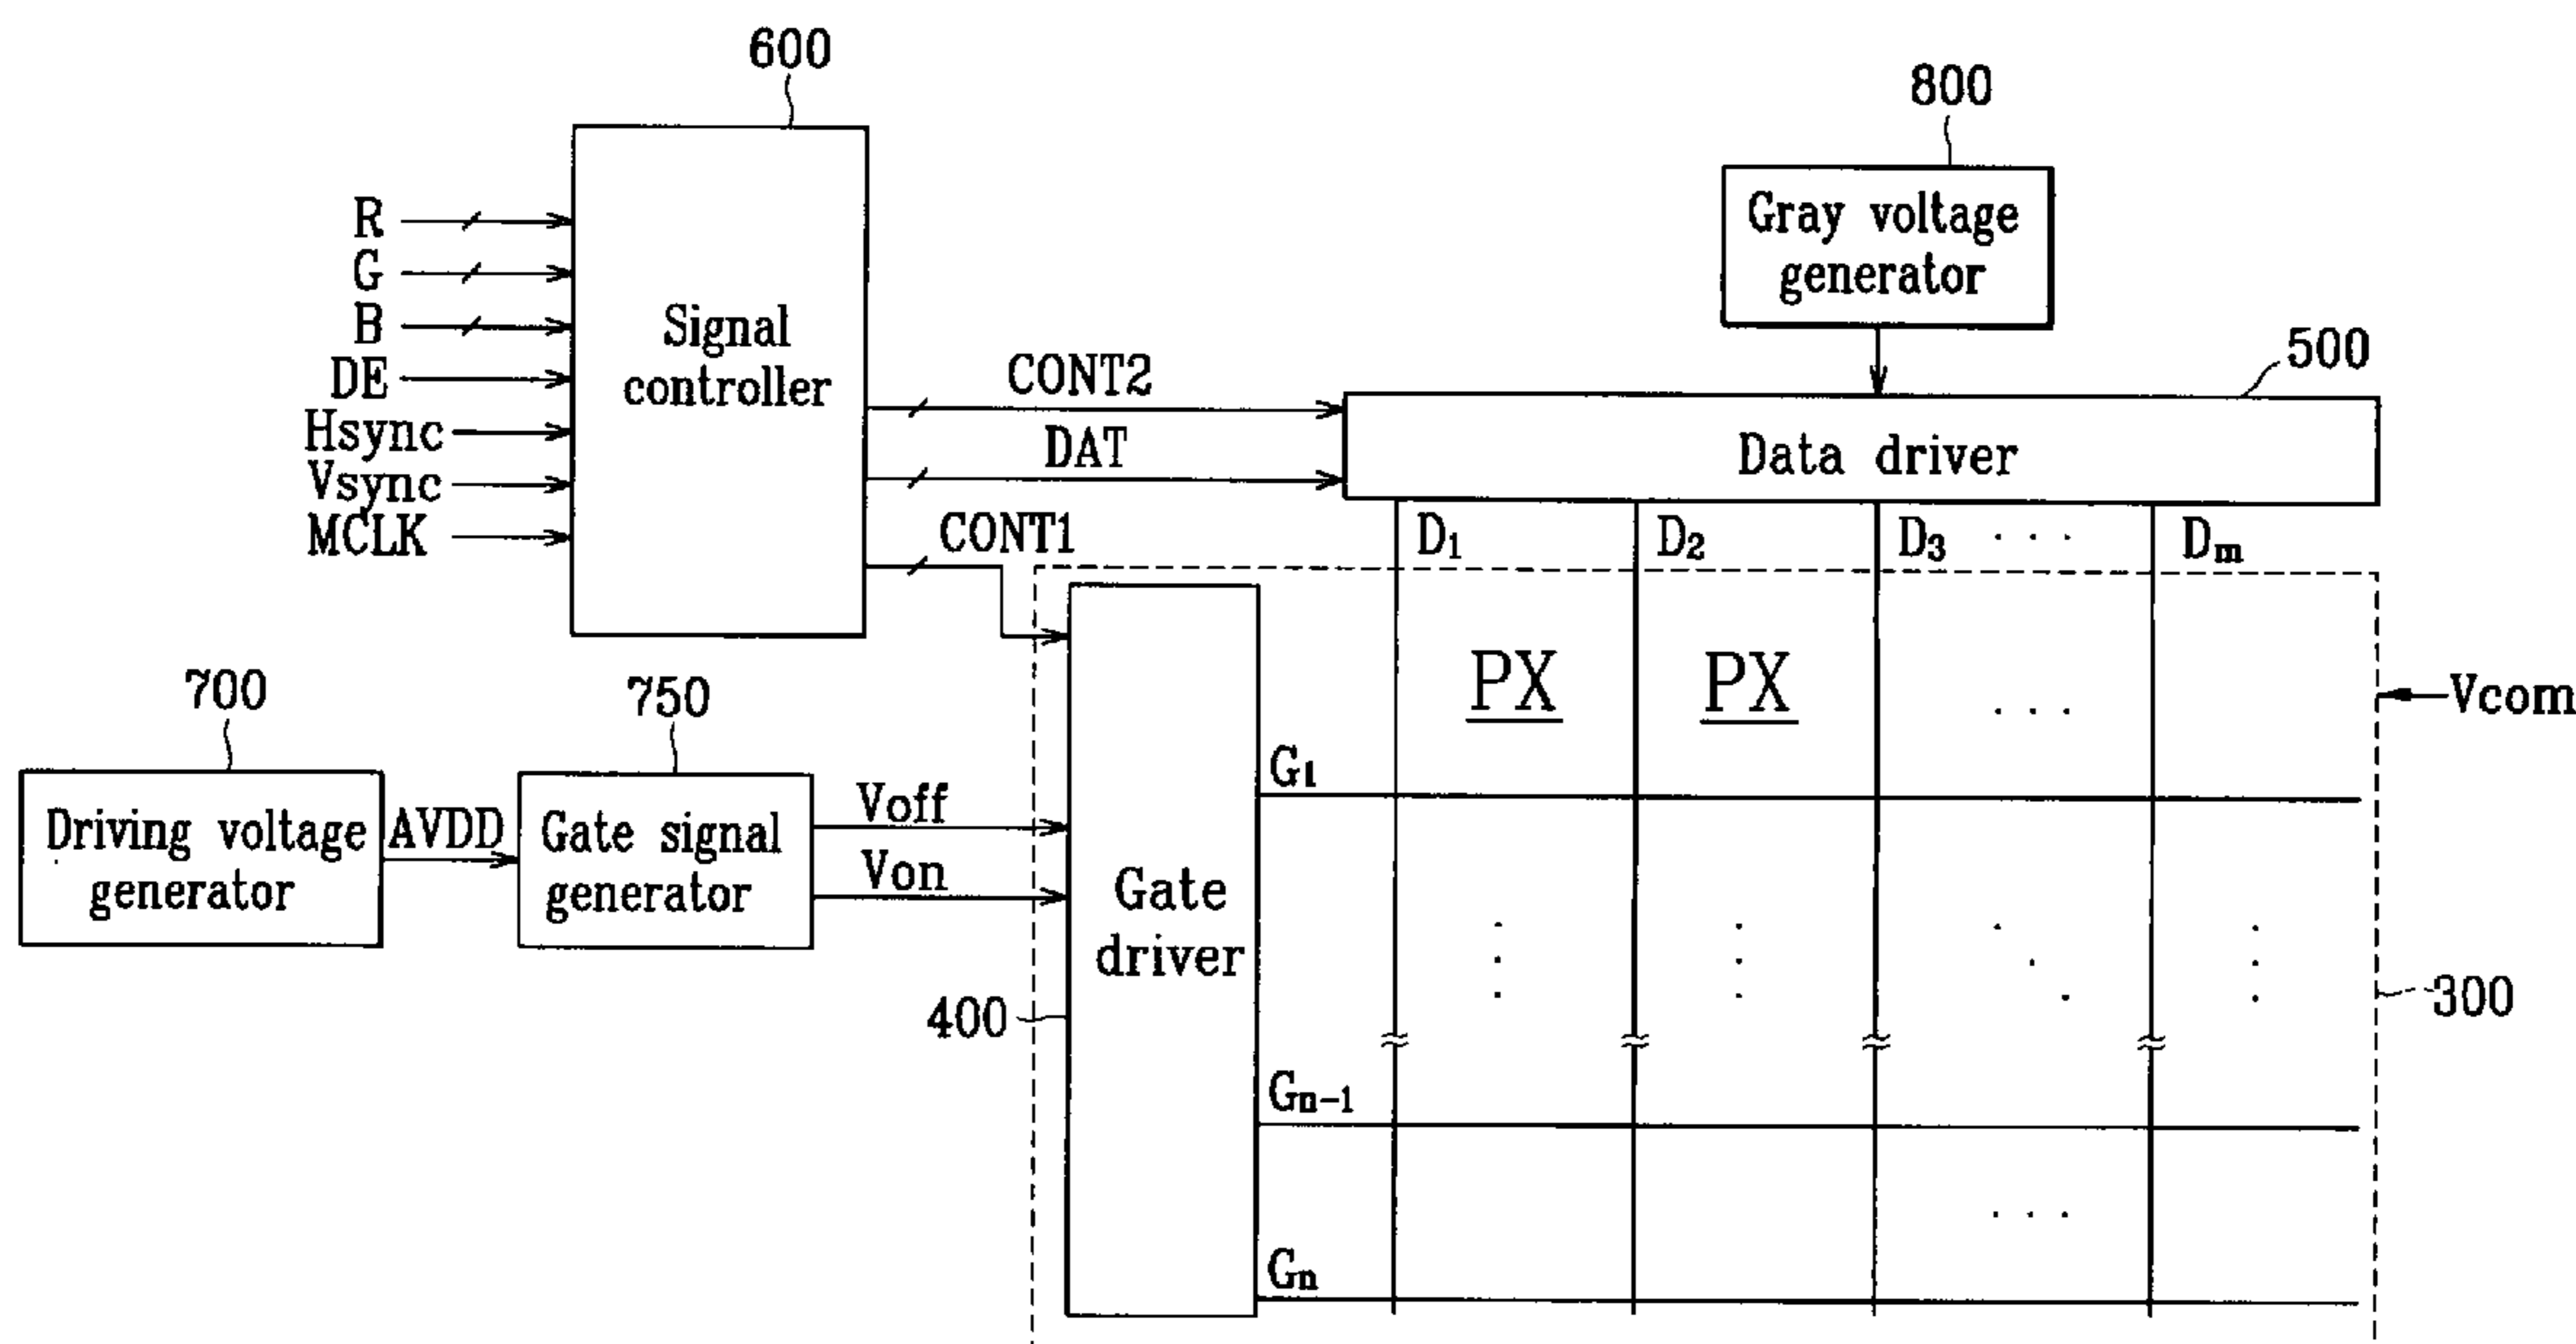 600
800
R
G
B
DE
Hsync
Vsync
MCLK
Signal
controller
Gray voltage
generator
500
CONT2
DAT
CONT1
Data driver
D1
D2
D3
. . .
Dm
PX
PX
. . .
Vcom
700
750
Driving voltage
generator
AVDD
Gate signal
generator
Voff
Von
Gate
driver
400
G1
300
Gn-1
. . .
Gn